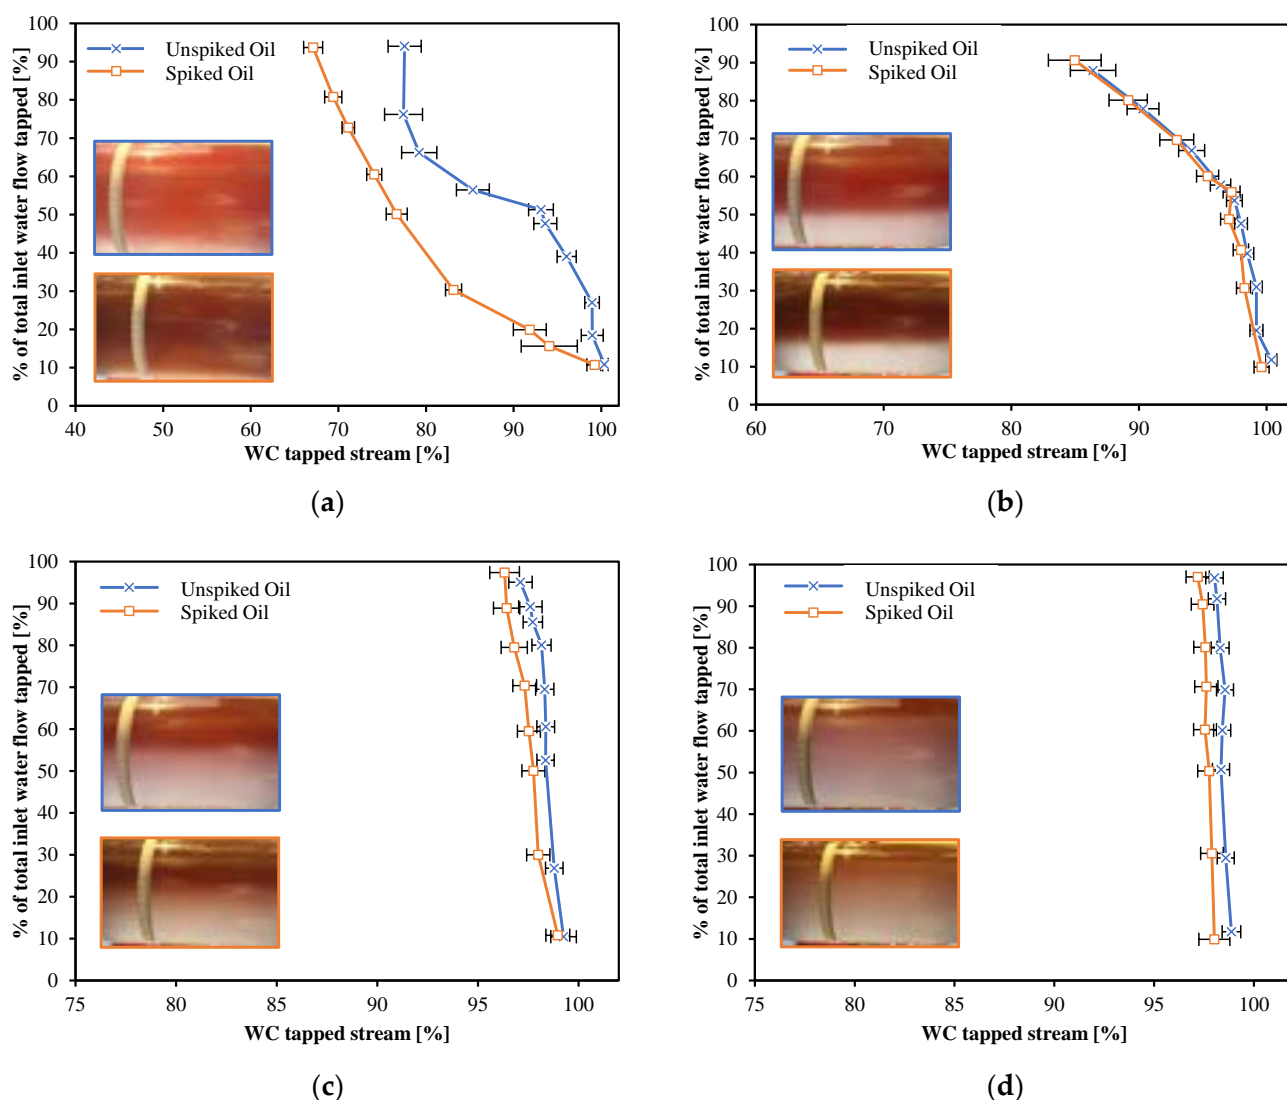 % of total inlet water flow tapped [%]
100
90
80
70
60
50
40
30
20
10
0
Unspiked Oil
Spiked Oil
40 50 60 70 80 90 100
WC tapped stream [%]
(a)
% of total inlet water flow tapped [%]
100
90
80
70
60
50
40
30
20
10
0
Unspiked Oil
Spiked Oil
60 70 80 90 100
WC tapped stream [%]
(b)
% of total inlet water flow tapped [%]
100
90
80
70
60
50
40
30
20
10
0
Unspiked Oil
Spiked Oil
75 80 85 90 95 100
WC tapped stream [%]
(c)
% of total inlet water flow tapped [%]
100
90
80
70
60
50
40
30
20
10
0
Unspiked Oil
Spiked Oil
75 80 85 90 95 100
WC tapped stream [%]
(d)